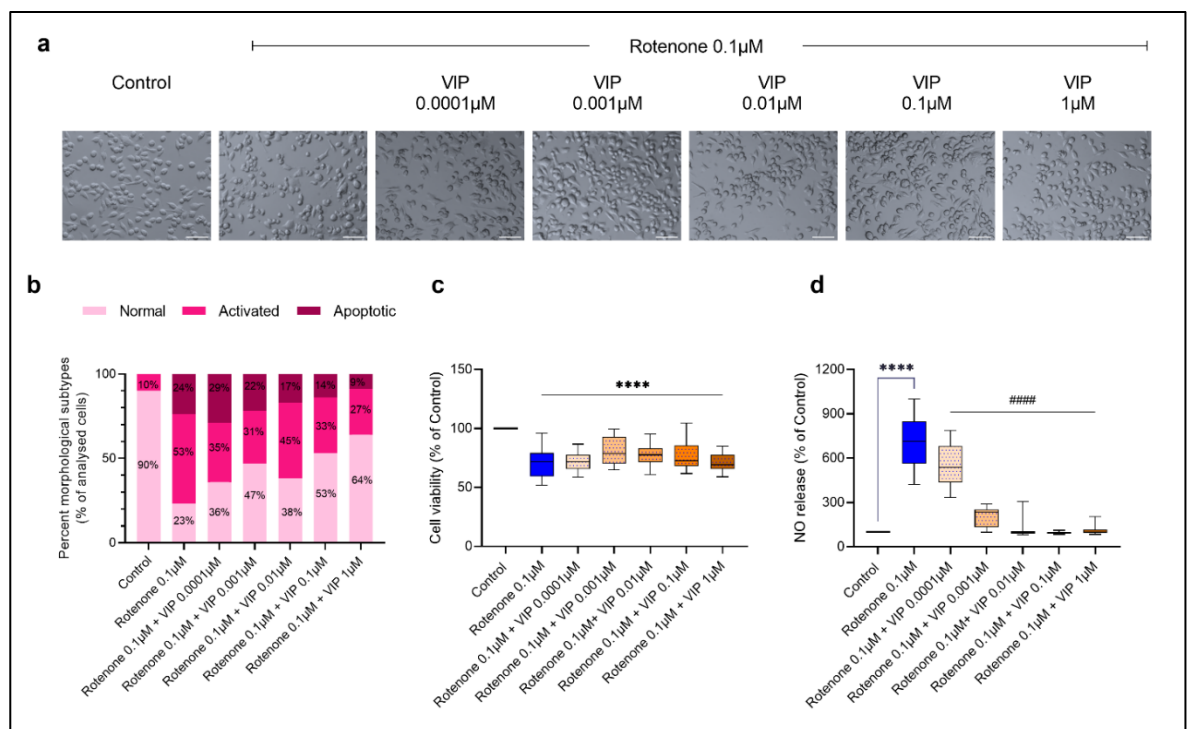 a
Rotenone 0.1µM
Control
VIP
0.0001µM
VIP
0.001µM
VIP
0.01µM
VIP
0.1µM
VIP
1µM
b
Normal Activated Apoptotic
Percent morphological subtypes
(% of analysed cells)
100
50
0
10%
90%
24%
53%
23%
29%
35%
36%
22%
31%
47%
17%
45%
38%
14%
33%
53%
9%
27%
64%
Control
Rotenone 0.1µM
Rotenone 0.1µM + VIP 0.0001µM
Rotenone 0.1µM + VIP 0.001µM
Rotenone 0.1µM + VIP 0.01µM
Rotenone 0.1µM + VIP 0.1µM
Rotenone 0.1µM + VIP 1µM
c
Cell viability (% of Control)
150
100
50
0
****
Control
Rotenone 0.1µM
Rotenone 0.1µM + VIP 0.0001µM
Rotenone 0.1µM + VIP 0.001µM
Rotenone 0.1µM + VIP 0.01µM
Rotenone 0.1µM + VIP 0.1µM
Rotenone 0.1µM + VIP 1µM
d
NO release (% of Control)
1200
900
600
300
0
****
####
Control
Rotenone 0.1µM
Rotenone 0.1µM + VIP 0.0001µM
Rotenone 0.1µM + VIP 0.001µM
Rotenone 0.1µM + VIP 0.01µM
Rotenone 0.1µM + VIP 0.1µM
Rotenone 0.1µM + VIP 1µM